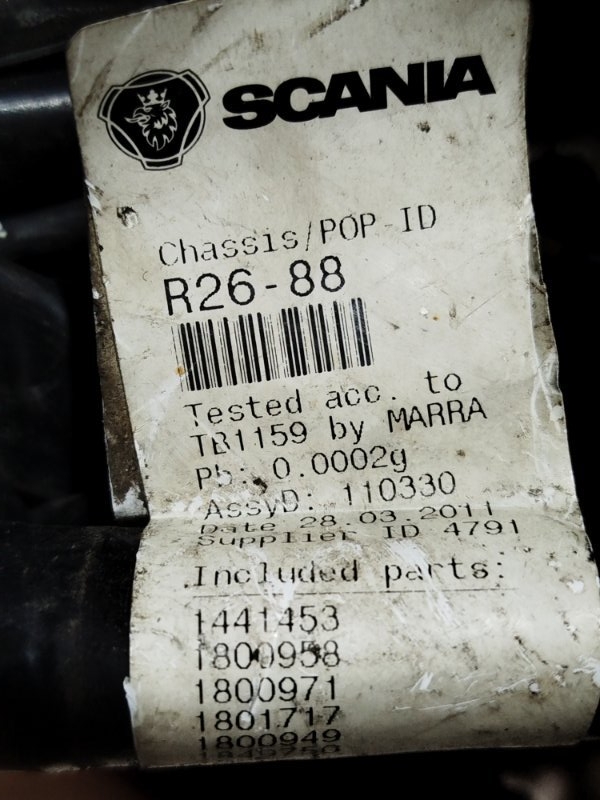 SCANIA
Chassis/POP-ID
R26-88
Tested acc. to
TB1159 by MARRA
Pb: 0.0002g
AssyD: 110330
Date 28.03.2011
Supplier ID 4791
Included parts:
1441453
1800958
1800971
1801717
1800949